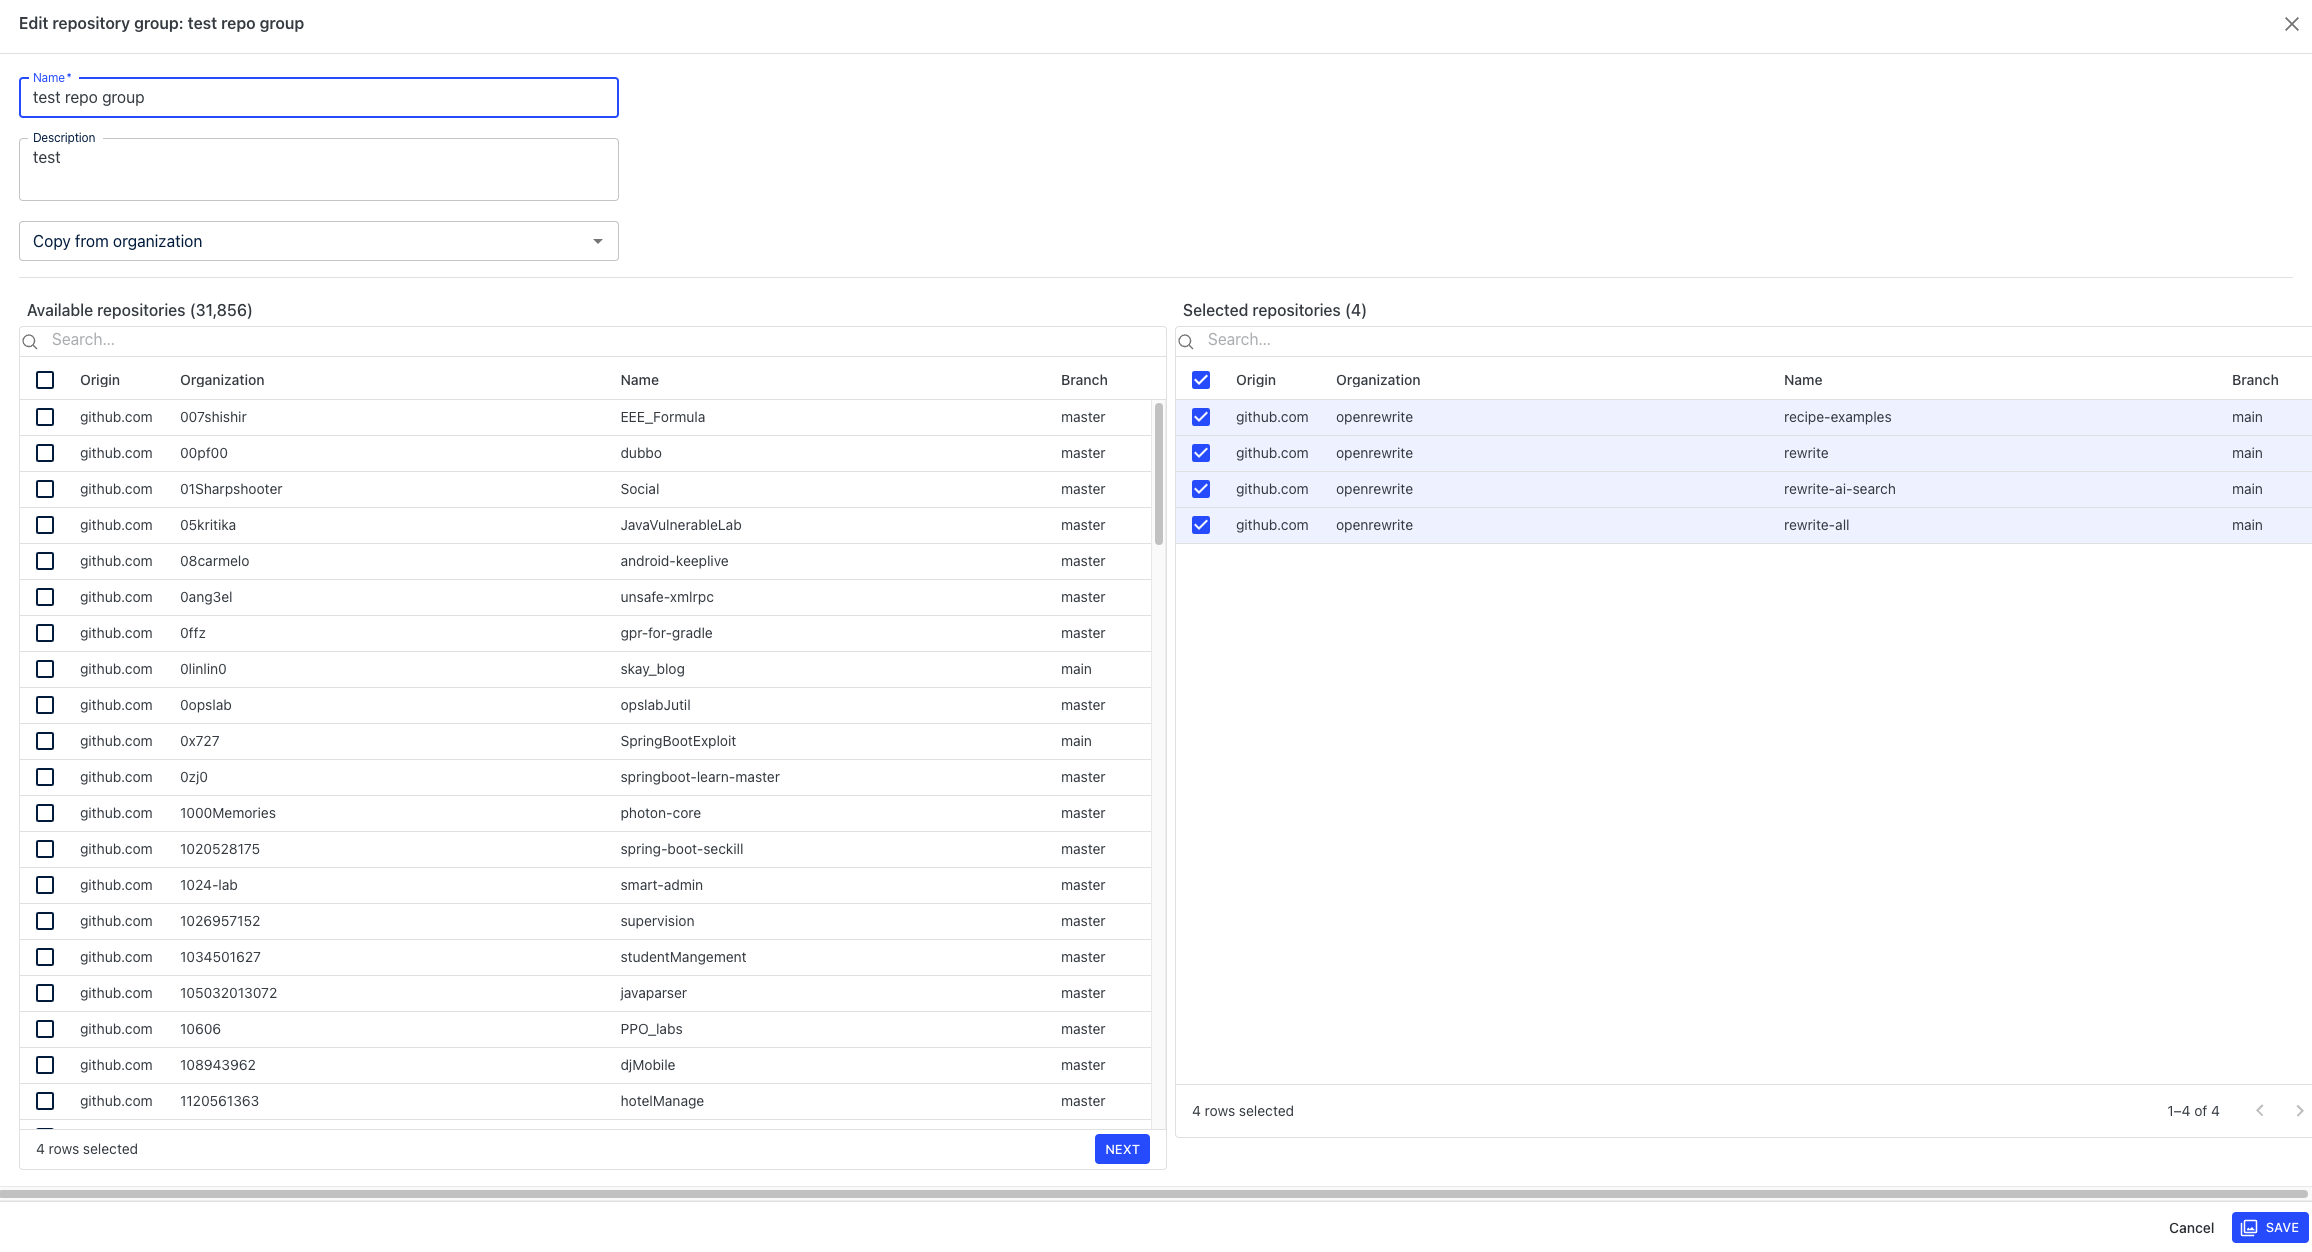 Edit repository group: test repo group
Name*
test repo group
Description
test
Copy from organization
Available repositories (31,856)
Search...
Origin Organization Name Branch
github.com 007shishir EEE_Formula master
github.com 00pf00 dubbo master
github.com 01Sharpshooter Social master
github.com 05kritika JavaVulnerableLab master
github.com 08carmelo android-keeplive master
github.com 0ang3el unsafe-xmlrpc master
github.com 0ffz gpr-for-gradle master
github.com 0linlin0 skay_blog main
github.com 0opslab opslabJutil master
github.com 0x727 SpringBootExploit main
github.com 0zj0 springboot-learn-master master
github.com 1000Memories photon-core master
github.com 1020528175 spring-boot-seckill master
github.com 1024-lab smart-admin master
github.com 1026957152 supervision master
github.com 1034501627 studentMangement master
github.com 105032013072 javaparser master
github.com 10606 PPO_labs master
github.com 108943962 djMobile master
github.com 1120561363 hotelManage master
4 rows selected NEXT
Selected repositories (4)
Search...
Origin Organization Name Branch
github.com openrewrite recipe-examples main
github.com openrewrite rewrite main
github.com openrewrite rewrite-ai-search main
github.com openrewrite rewrite-all main
4 rows selected 1–4 of 4
Cancel SAVE